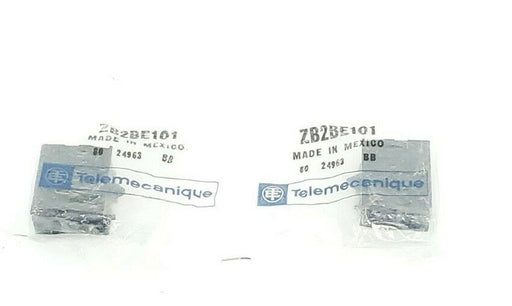 ZB2BE101
MADE IN MEXICO
80 24963 BB
Telemecanique
ZB2BE101
MADE IN MEXICO
80 24963 BB
Telemecanique